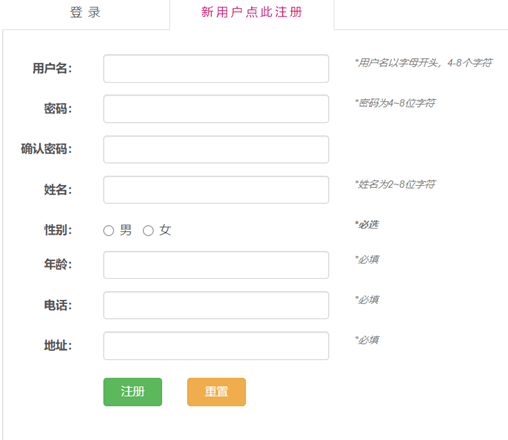 登 录 新用户点此注册
用户名: *用户名以字母开头，4-8个字符
密码: *密码为4~8位字符
确认密码:
姓名: *姓名为2~8位字符
性别: 男 女 *必选
年龄: *必填
电话: *必填
地址: *必填
注册 重置